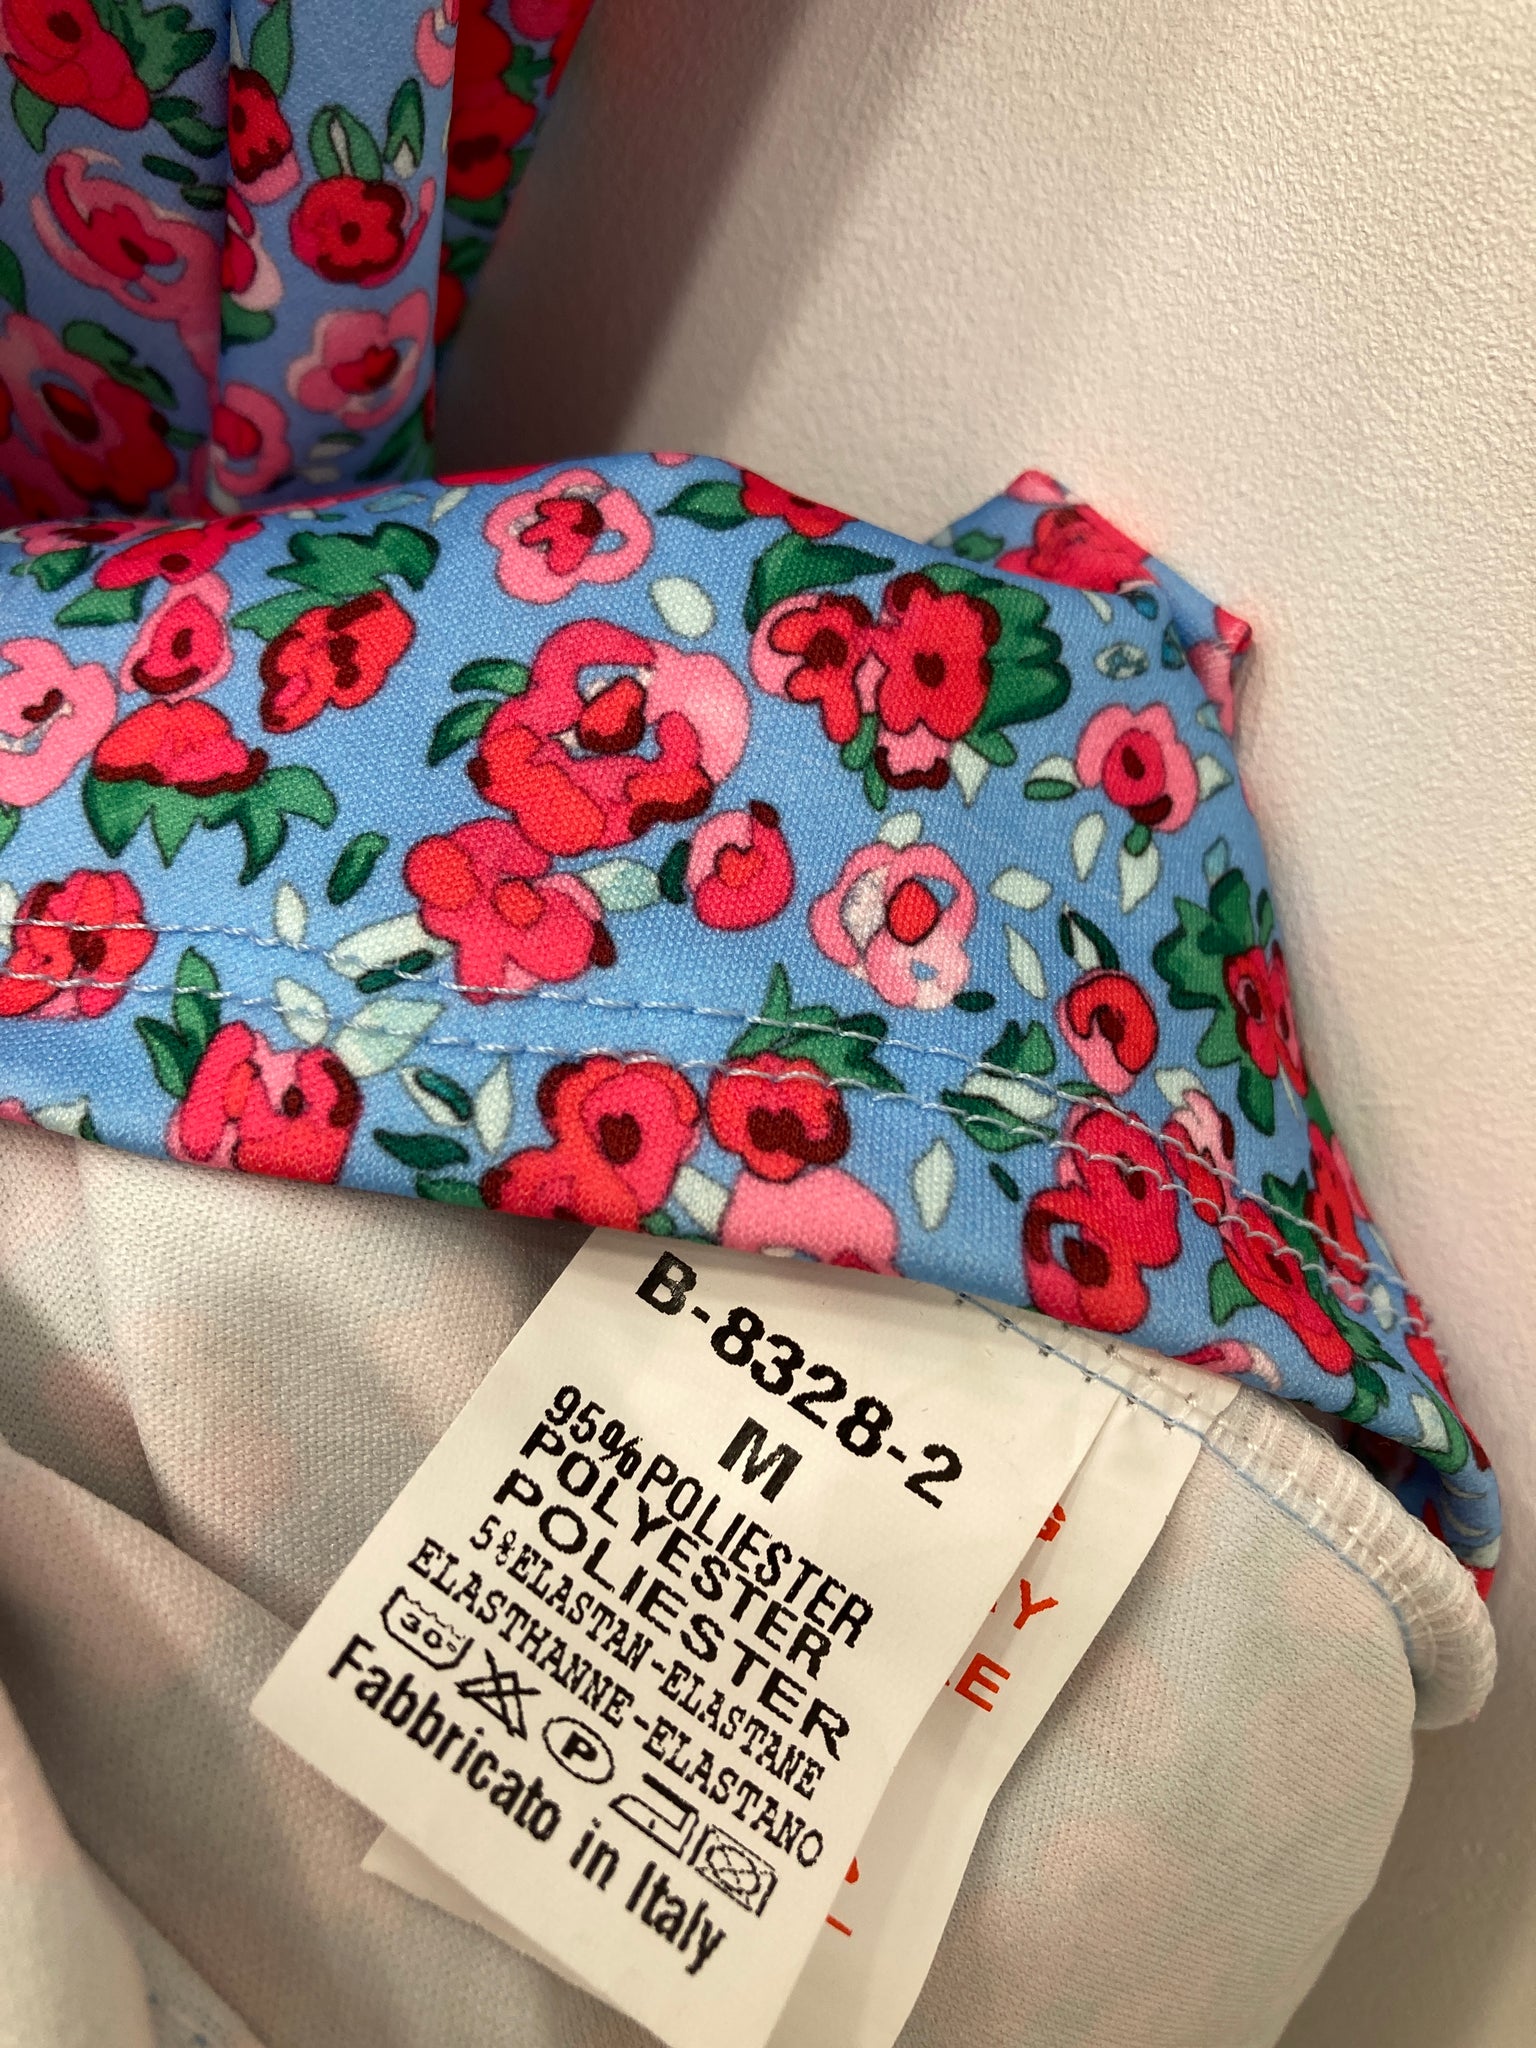 B-8328-2
M
95%POLIESTER
POLYESTER
POLIESTER
5%ELASTAN-ELASTANE
ELASTHANNE-ELASTANO
30° P
Fabbricato in Italy
G
Y
E